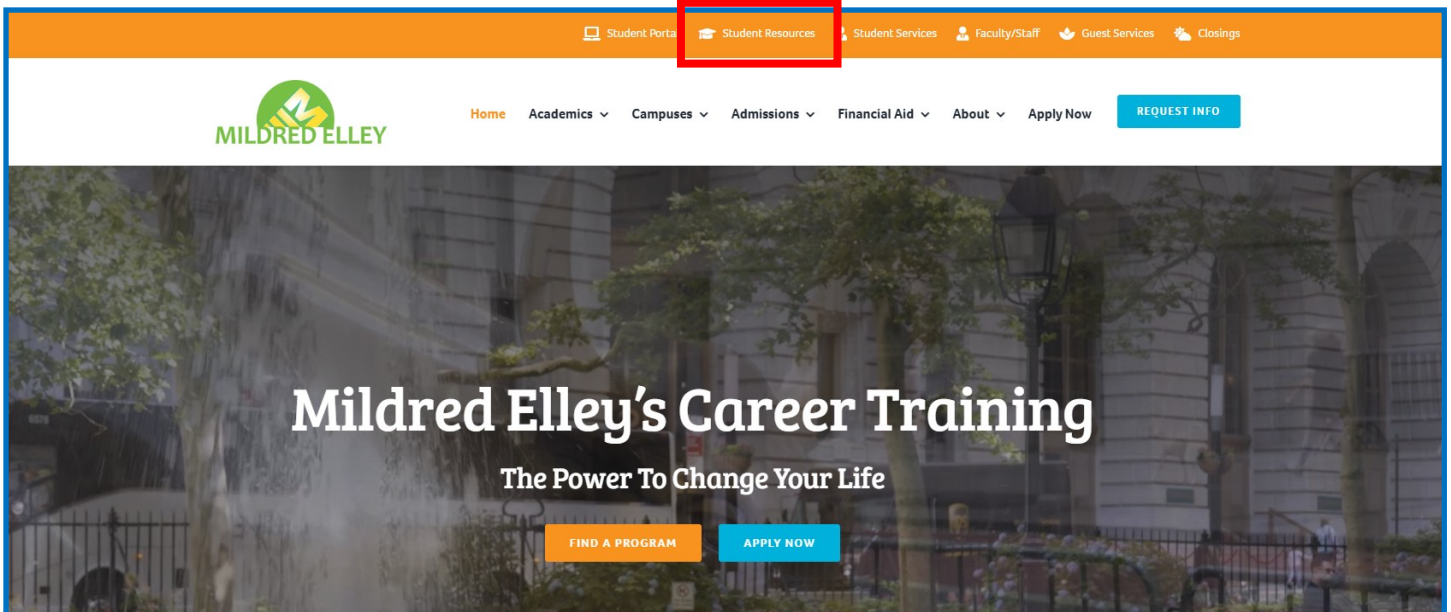 Student Porta Student Resources Student Services Faculty/Staff Guest Services Closings
MILDRED ELLEY
Home Academics Campuses Admissions Financial Aid About Apply Now REQUEST INFO
Mildred Elley's Career Training
The Power To Change Your Life
FIND A PROGRAM APPLY NOW